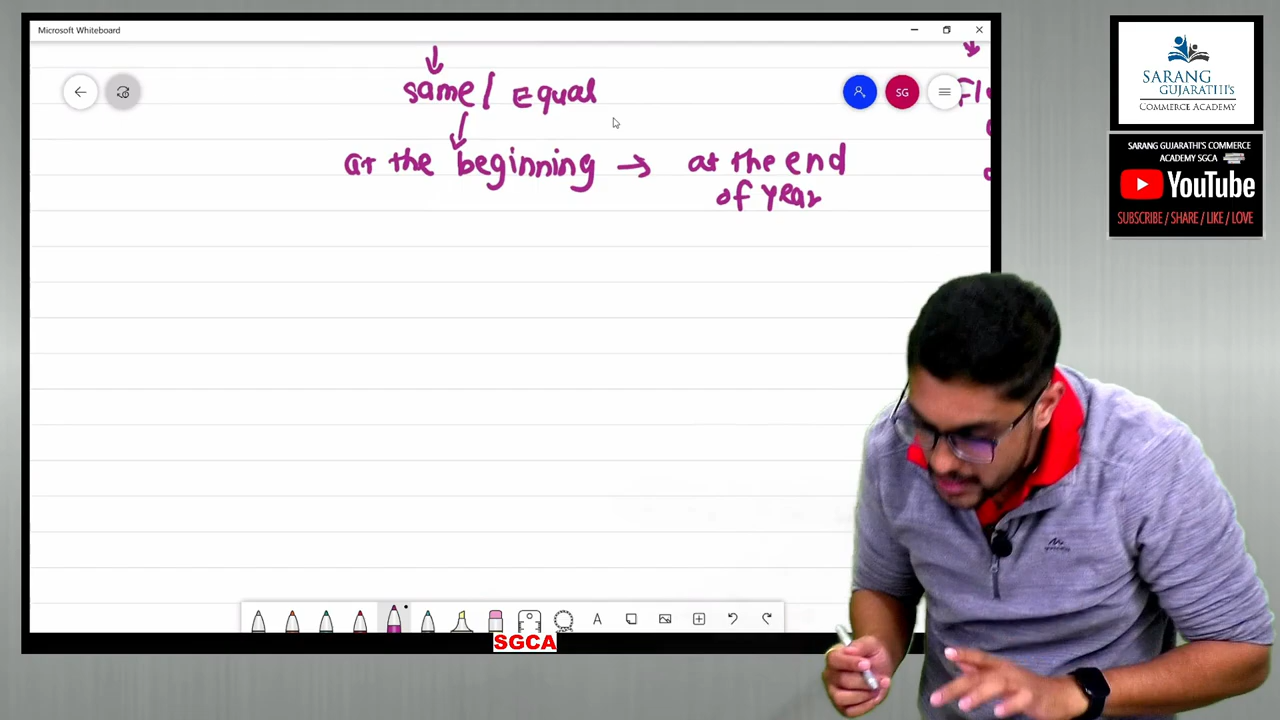 Microsoft Whiteboard
same / Equal
SG
at the beginning → at the end
of year
SARANG
GUJARATHI'S
COMMERCE ACADEMY
SARANG GUJARATHI'S COMMERCE
ACADEMY SGCA
YouTube
SUBSCRIBE / SHARE / LIKE / LOVE
A
SGCA